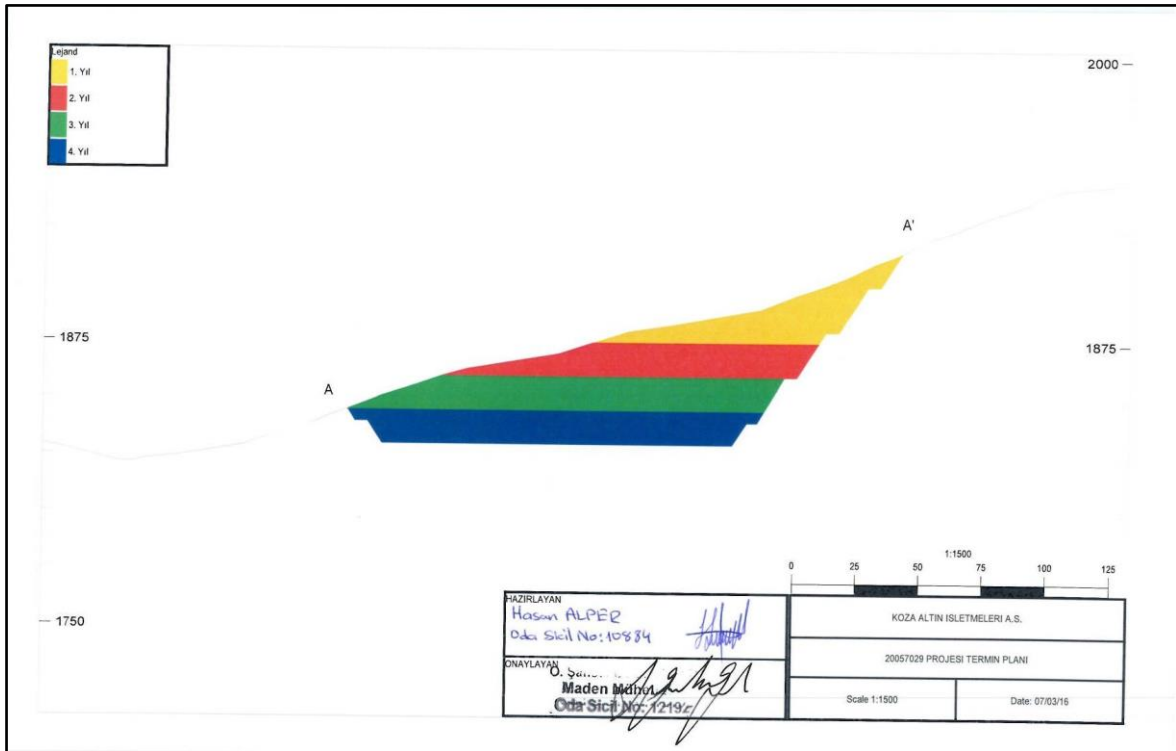 Lejand
1. Yıl
2. Yıl
3. Yıl
4. Yıl
2000
A'
1875
1875
A
1750
1:1500
0 25 50 75 100 125
HAZIRLAYAN
Hasan ALPER
Oda Sicil No: 10884
ONAYLAYAN
Maden Mühel
Oda Sicil No:
KOZA ALTIN ISLETMELERI A.S.
20057029 PROJESI TERMIN PLANI
Scale 1:1500
Date: 07/03/16